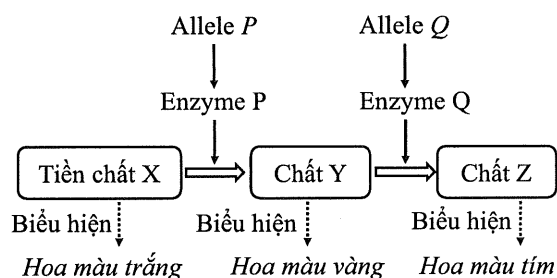 Allele P Allele Q
Enzyme P Enzyme Q
Tiền chất X Chất Y Chất Z
Biểu hiện Biểu hiện Biểu hiện
Hoa màu trắng Hoa màu vàng Hoa màu tím